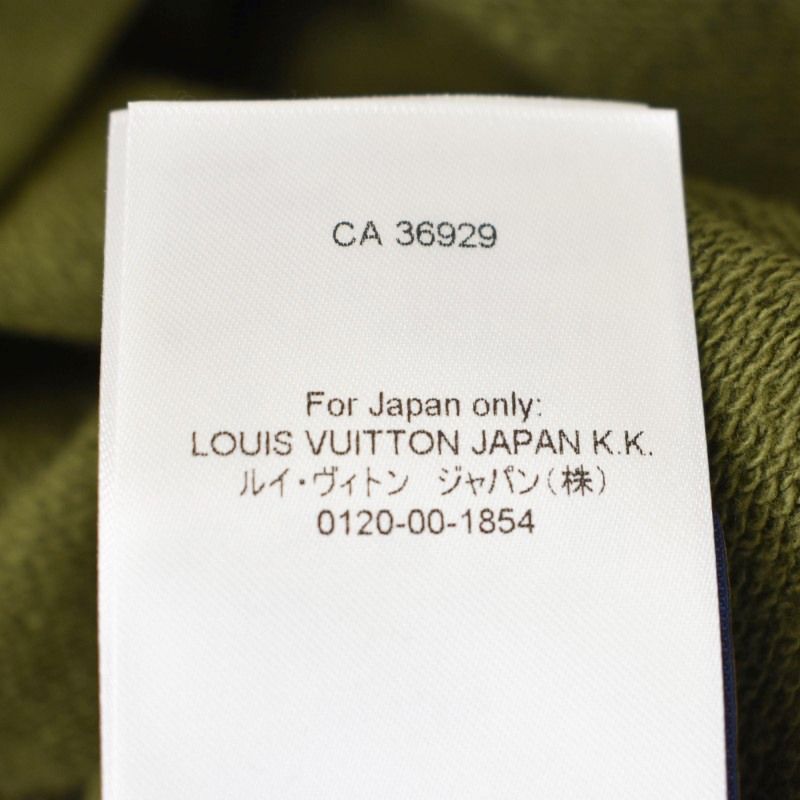 CA 36929
For Japan only:
LOUIS VUITTON JAPAN K.K.
ルイ・ヴィトン　ジャパン(株)
0120-00-1854